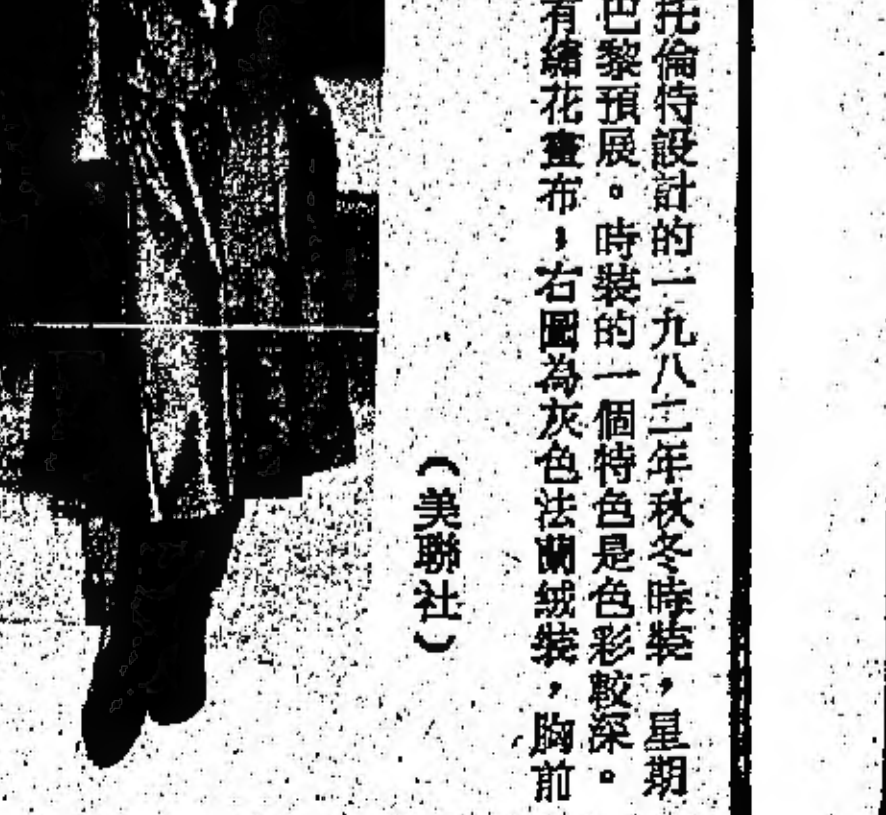 托倫特設計的一九八二年秋冬時裝，星期
巴黎預展。時裝的一個特色是色彩較深。
有繡花畫布，右圖為灰色法蘭絨裝，胸前
（美聯社）